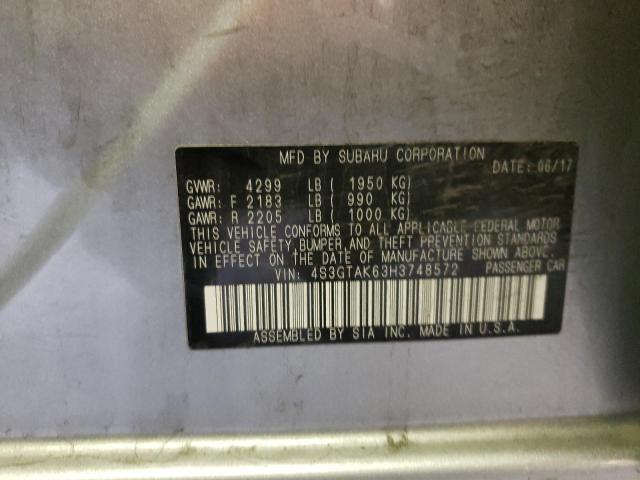 MFD BY SUBARU CORPORATION
DATE: 06/17
GVWR: 4299 LB ( 1950 KG)
GAWR: F 2183 LB ( 990 KG)
GAWR: R 2205 LB ( 1000 KG)
THIS VEHICLE CONFORMS TO ALL APPLICABLE FEDERAL MOTOR
VEHICLE SAFETY, BUMPER, AND THEFT PREVENTION STANDARDS
IN EFFECT ON THE DATE OF MANUFACTURE SHOWN ABOVE.
VIN: 4S3GTAK63H3748572 PASSENGER CAR
ASSEMBLED BY SIA INC. MADE IN U.S.A.